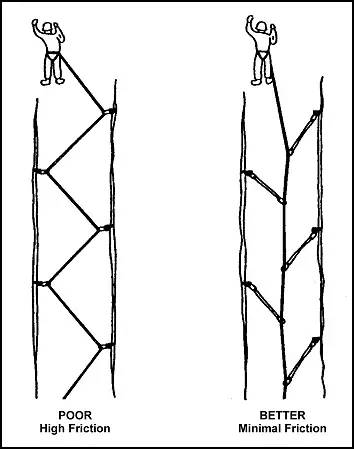 POOR
High Friction
BETTER
Minimal Friction